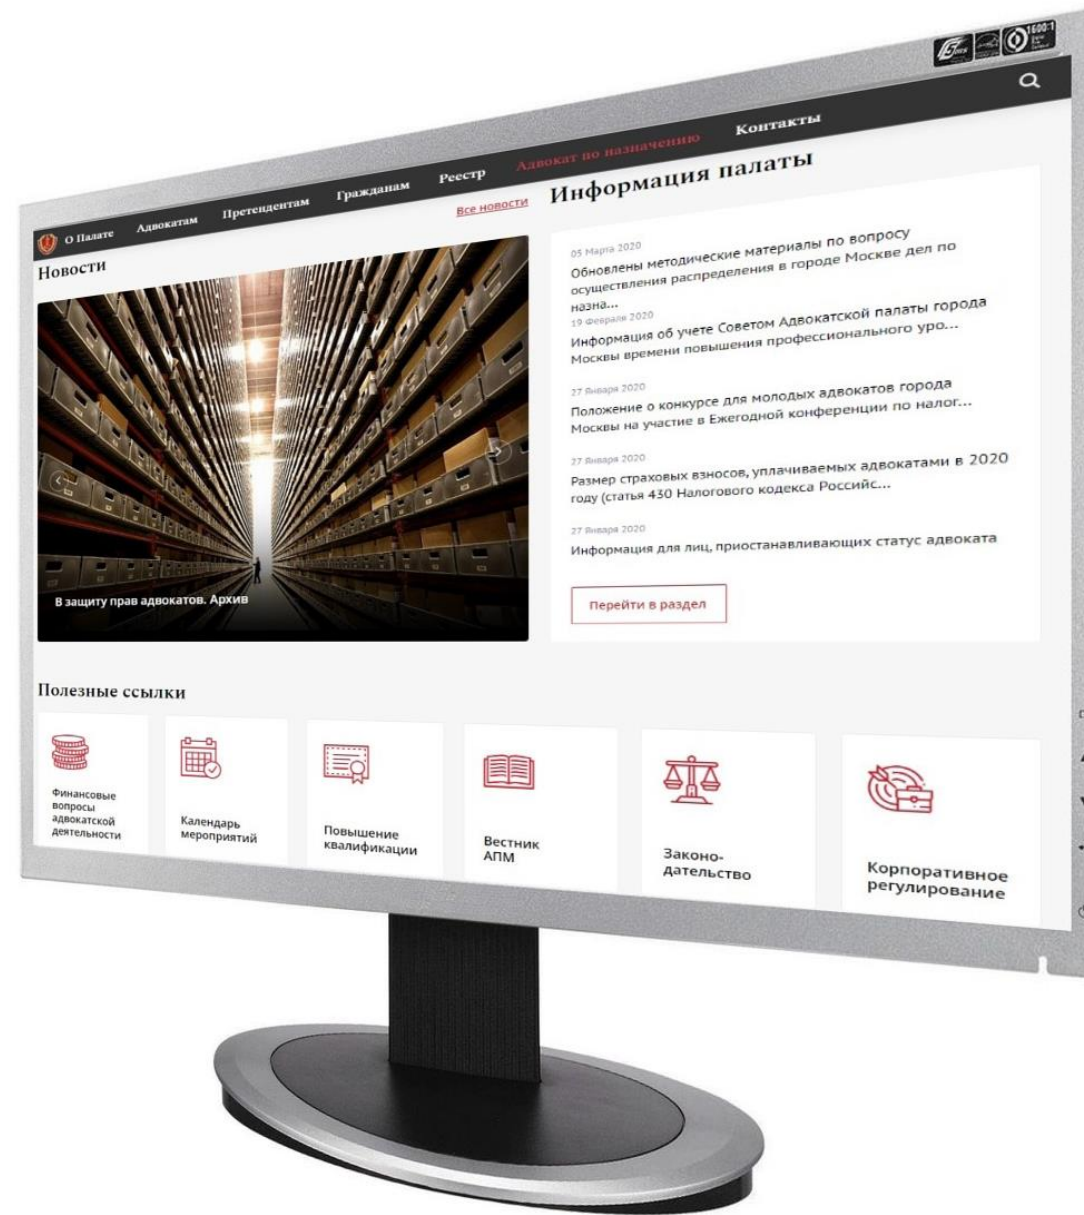 1600:1
О Палате
Адвокатам
Претендентам
Гражданам
Реестр
Адвокат по назначению
Контакты
Новости
Все новости
В защиту прав адвокатов. Архив
Информация палаты
05 Марта 2020
Обновлены методические материалы по вопросу
осуществления распределения в городе Москве дел по
назна...
19 Февраля 2020
Информация об учете Советом Адвокатской палаты города
Москвы времени повышения профессионального уро...
27 Января 2020
Положение о конкурсе для молодых адвокатов города
Москвы на участие в Ежегодной конференции по налог...
27 Января 2020
Размер страховых взносов, уплачиваемых адвокатами в 2020
году (статья 430 Налогового кодекса Российс...
27 Января 2020
Информация для лиц, приостанавливающих статус адвоката
Перейти в раздел
Полезные ссылки
Финансовые
вопросы
адвокатской
деятельности
Календарь
мероприятий
Повышение
квалификации
Вестник
АПМ
Законо-
дательство
Корпоративное
регулирование